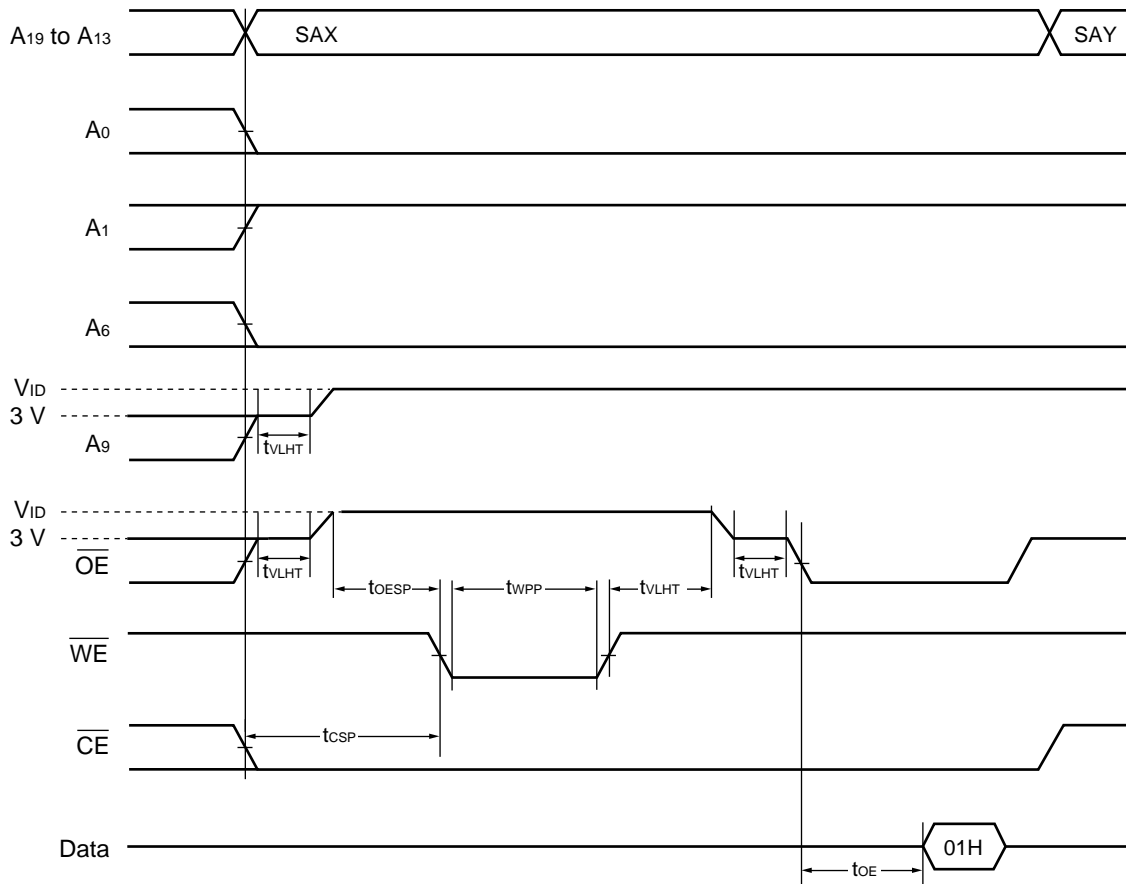 A19 to A13 SAX SAY
A0
A1
A6
VID
3 V
A9 tVLHT
VID
3 V
OE tVLHT tVLHT
tOESP tWPP tVLHT
WE
CE tCSP
Data 01H
tOE